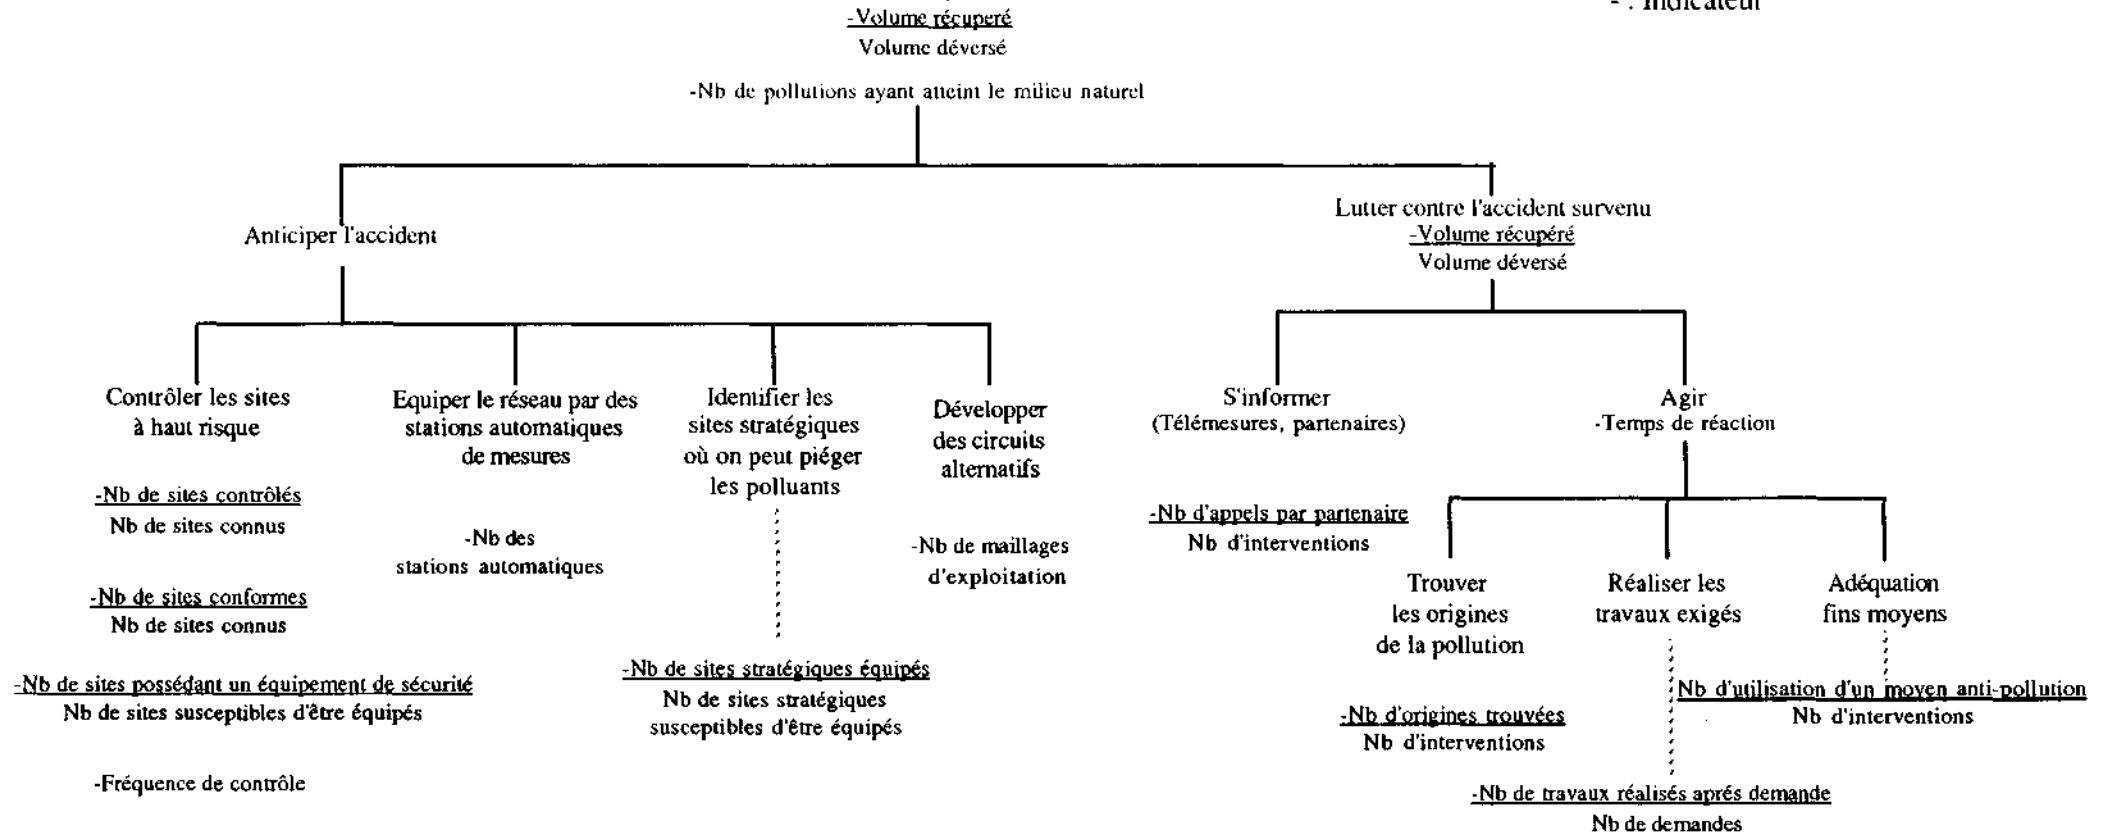 - : Indicateur
-Volume récuperé
Volume déversé
-Nb de pollutions ayant atteint le milieu naturel
Anticiper l'accident
Lutter contre l'accident survenu
-Volume récupéré
Volume déversé
Contrôler les sites
à haut risque
-Nb de sites contrôlés
Nb de sites connus
-Nb de sites conformes
Nb de sites connus
-Nb de sites possédant un équipement de sécurité
Nb de sites susceptibles d'être équipés
-Fréquence de contrôle
Equiper le réseau par des
stations automatiques
de mesures
-Nb des
stations automatiques
Identifier les
sites stratégiques
où on peut piéger
les polluants
-Nb de sites stratégiques équipés
Nb de sites stratégiques
susceptibles d'être équipés
Développer
des circuits
alternatifs
-Nb de maillages
d'exploitation
S'informer
(Télémesures, partenaires)
-Nb d'appels par partenaire
Nb d'interventions
Agir
-Temps de réaction
Trouver
les origines
de la pollution
-Nb d'origines trouvées
Nb d'interventions
Réaliser les
travaux exigés
-Nb de travaux réalisés aprés demande
Nb de demandes
Adéquation
fins moyens
Nb d'utilisation d'un moyen anti-pollution
Nb d'interventions